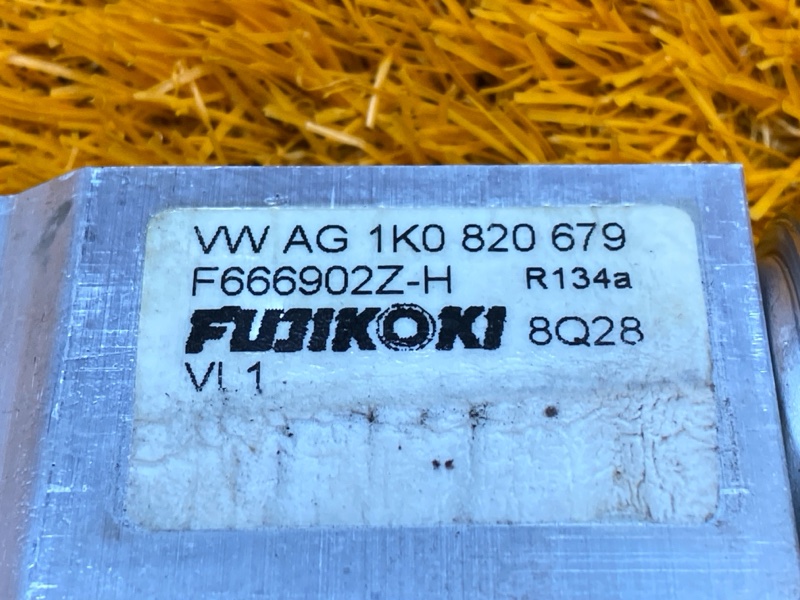 VW AG 1K0 820 679
F666902Z-H R134a
FUJIKOKI 8Q28
VL1